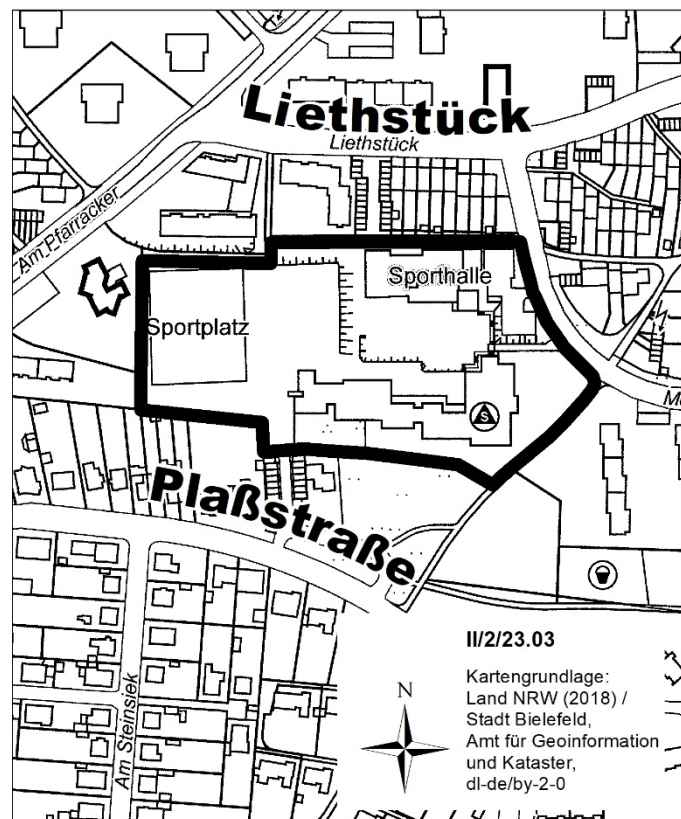 Liethstück
Liethstück
Am Pfarracker
Sporthalle
Sportplatz
S
Plaßstraße
Am Steinsiek
II/2/23.03
Kartengrundlage:
Land NRW (2018) /
Stadt Bielefeld,
Amt für Geoinformation
und Kataster,
dl-de/by-2-0
N